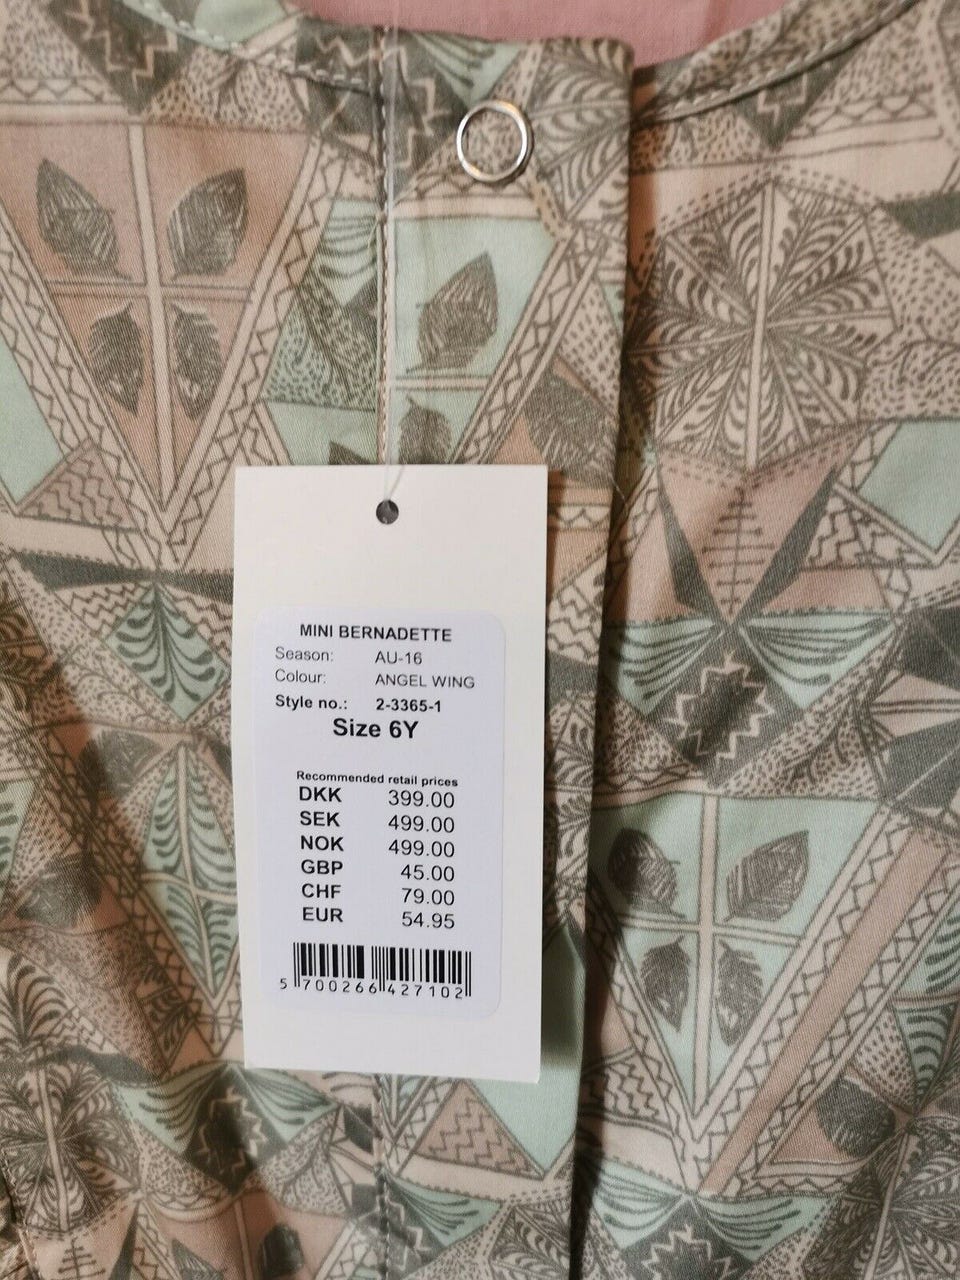 MINI BERNADETTE
Season: AU-16
Colour: ANGEL WING
Style no.: 2-3365-1
Size 6Y
Recommended retail prices
DKK 399.00
SEK 499.00
NOK 499.00
GBP 45.00
CHF 79.00
EUR 54.95
5 700266 427102